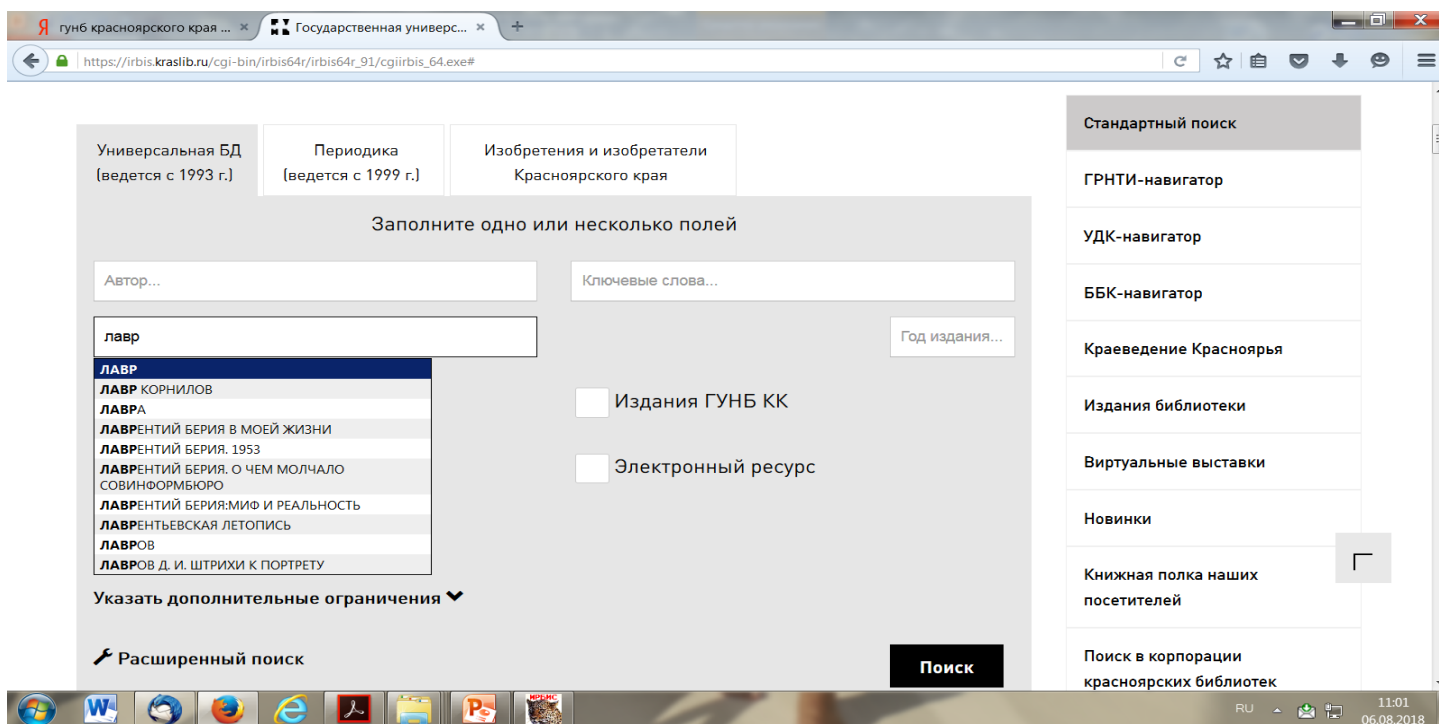 гунб красноярского края ...
Государственная универс...
https://irbis.kraslib.ru/cgi-bin/irbis64r/irbis64r_91/cgiirbis_64.exe#
Универсальная БД
(ведется с 1993 г.)
Периодика
(ведется с 1999 г.)
Изобретения и изобретатели
Красноярского края
Заполните одно или несколько полей
Автор...
Ключевые слова...
лавр
Год издания...
ЛАВР
ЛАВР КОРНИЛОВ
ЛАВРА
ЛАВРЕНТИЙ БЕРИЯ В МОЕЙ ЖИЗНИ
ЛАВРЕНТИЙ БЕРИЯ. 1953
ЛАВРЕНТИЙ БЕРИЯ. О ЧЕМ МОЛЧАЛО
СОВИНФОРМБЮРО
ЛАВРЕНТИЙ БЕРИЯ:МИФ И РЕАЛЬНОСТЬ
ЛАВРЕНТЬЕВСКАЯ ЛЕТОПИСЬ
ЛАВРОВ
ЛАВРОВ Д. И. ШТРИХИ К ПОРТРЕТУ
Издания ГУНБ КК
Электронный ресурс
Указать дополнительные ограничения
Расширенный поиск
Поиск
Стандартный поиск
ГРНТИ-навигатор
УДК-навигатор
ББК-навигатор
Краеведение Красноярья
Издания библиотеки
Виртуальные выставки
Новинки
Книжная полка наших
посетителей
Поиск в корпорации
красноярских библиотек
ИРБИС
RU
11:01
06.08.2018